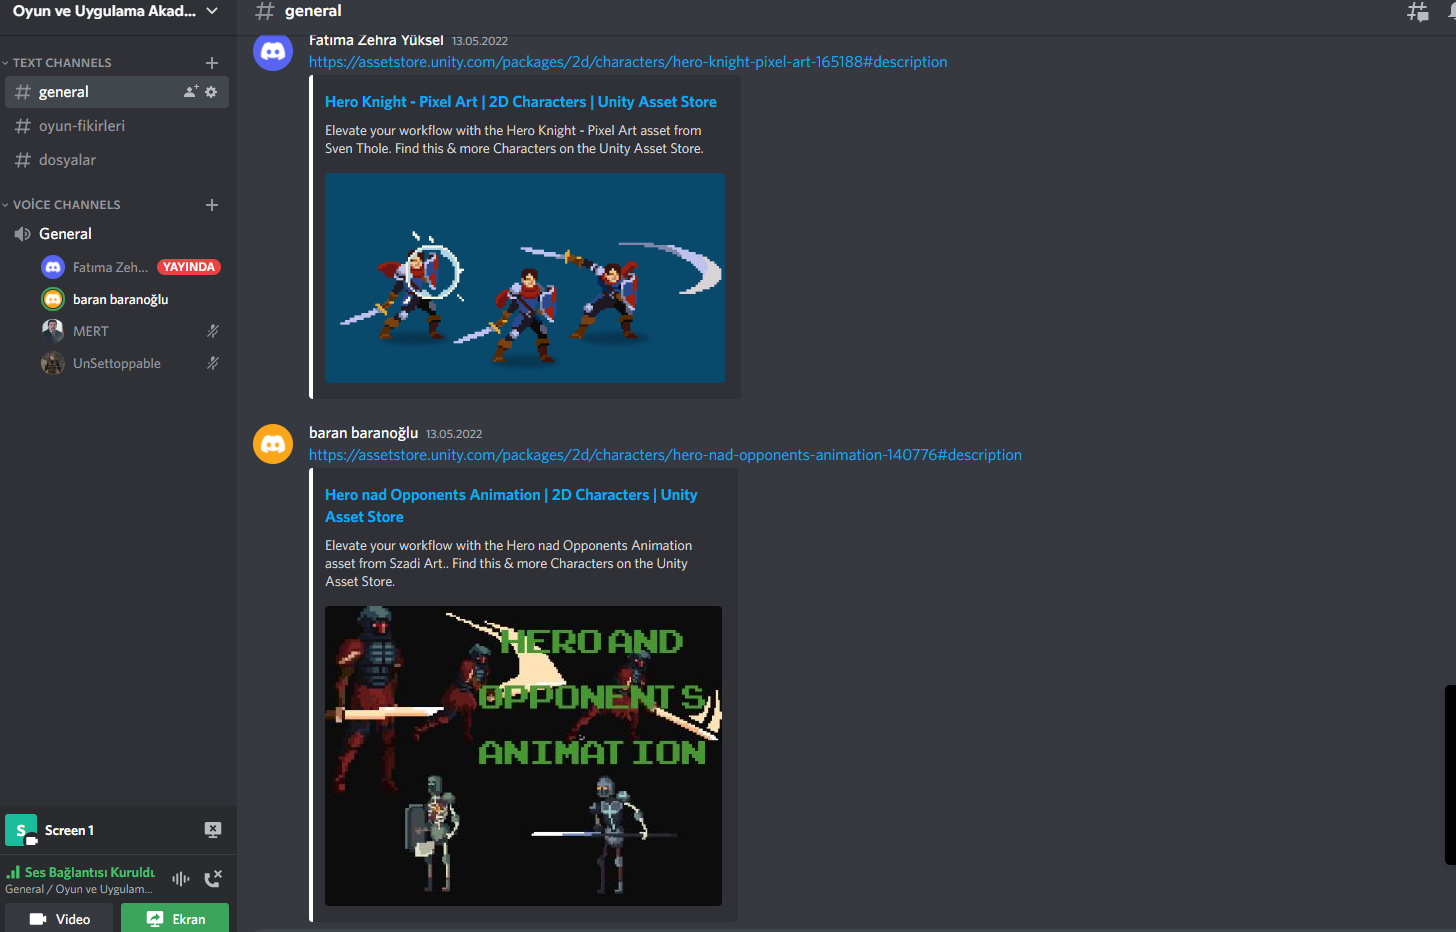 Oyun ve Uygulama Akad...
TEXT CHANNELS
general
oyun-fikirleri
dosyalar
VOİCE CHANNELS
General
Fatıma Zeh... YAYINDA
baran baranoğlu
MERT
UnSettoppable
S Screen 1
Ses Bağlantısı Kuruldu
General / Oyun ve Uygulam...
Video Ekran
general
Fatıma Zehra Yüksel 13.05.2022
https://assetstore.unity.com/packages/2d/characters/hero-knight-pixel-art-165188#description
Hero Knight - Pixel Art | 2D Characters | Unity Asset Store
Elevate your workflow with the Hero Knight - Pixel Art asset from
Sven Thole. Find this & more Characters on the Unity Asset Store.
baran baranoğlu 13.05.2022
https://assetstore.unity.com/packages/2d/characters/hero-nad-opponents-animation-140776#description
Hero nad Opponents Animation | 2D Characters | Unity
Asset Store
Elevate your workflow with the Hero nad Opponents Animation
asset from Szadi Art.. Find this & more Characters on the Unity
Asset Store.
HERO AND
OPPONENTS
ANIMATION